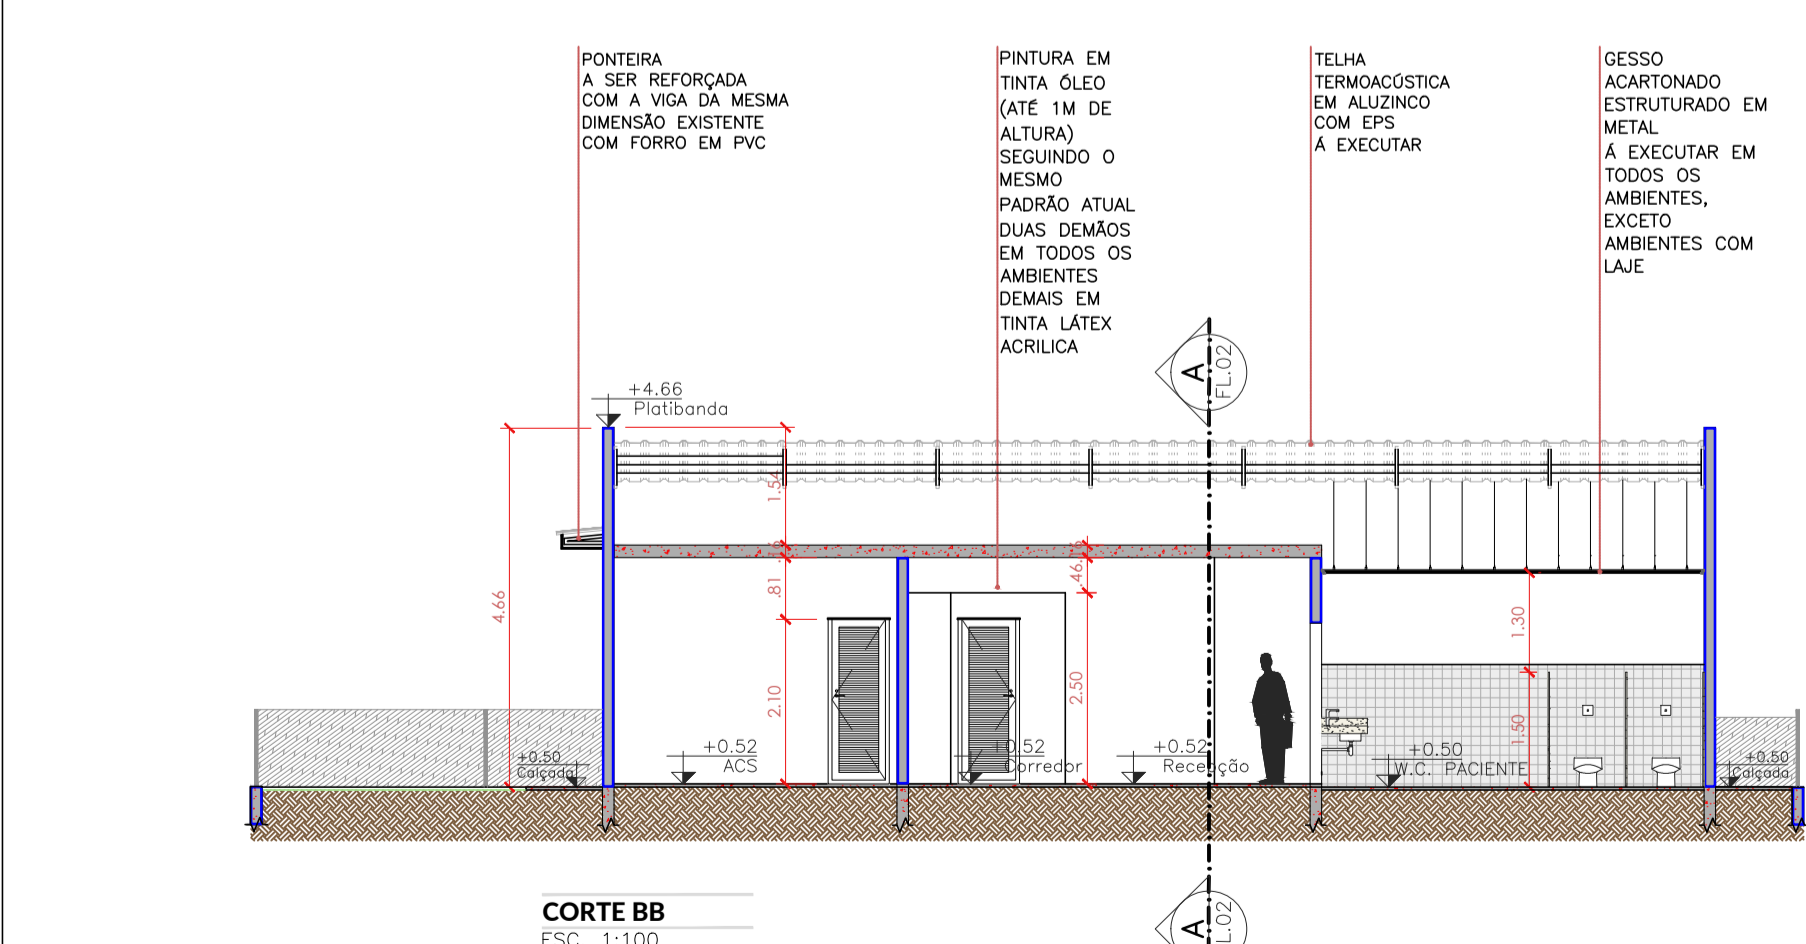 PONTEIRA
A SER REFORÇADA
COM A VIGA DA MESMA
DIMENSÃO EXISTENTE
COM FORRO EM PVC
PINTURA EM
TINTA ÓLEO
(ATÉ 1M DE
ALTURA)
SEGUINDO O
MESMO
PADRÃO ATUAL
DUAS DEMÃOS
EM TODOS OS
AMBIENTES
DEMAIS EM
TINTA LÁTEX
ACRILICA
TELHA
TERMOACÚSTICA
EM ALUZINCO
COM EPS
Á EXECUTAR
GESSO
ACARTONADO
ESTRUTURADO EM
METAL
Á EXECUTAR EM
TODOS OS
AMBIENTES,
EXCETO
AMBIENTES COM
LAJE
A
FL.02
+4.66
Platibanda
1.54
4.66
.81
.46
2.10
2.50
1.30
1.50
+0.50
Calçada
+0.52
ACS
+0.52
Corredor
+0.52
Recepção
+0.50
W.C. PACIENTE
+0.50
Calçada
A
L.02
CORTE BB
ESC. 1:100